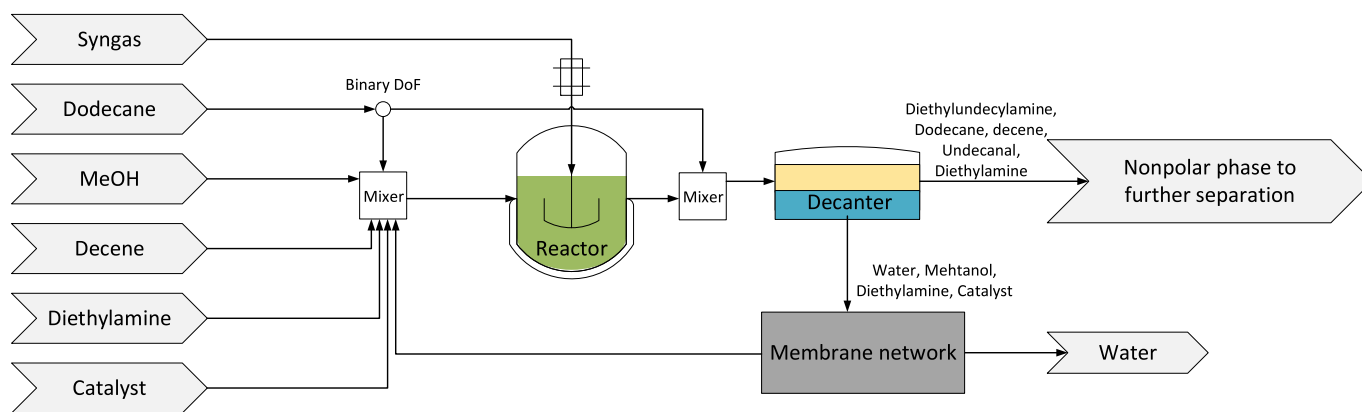 Syngas
Dodecane
Binary DoF
MeOH
Decene
Diethylamine
Catalyst
Mixer
Reactor
Mixer
Decanter
Diethylundecylamine,
Dodecane, decene,
Undecanal,
Diethylamine
Nonpolar phase to
further separation
Water, Mehtanol,
Diethylamine, Catalyst
Membrane network
Water